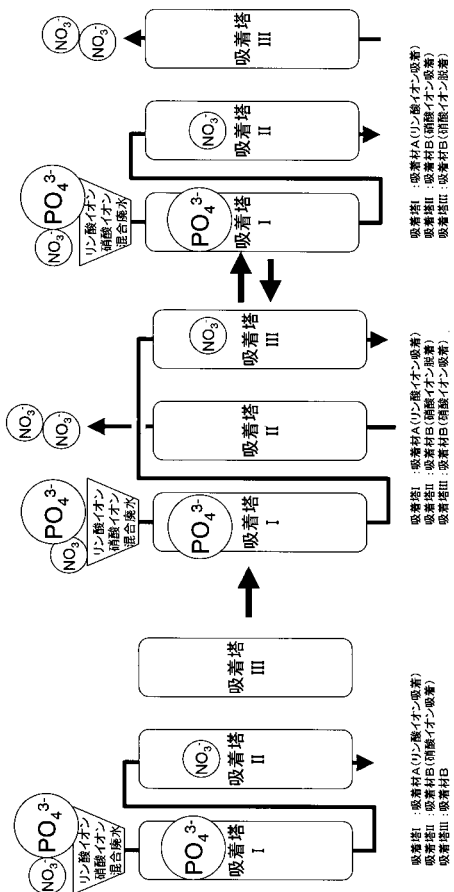 NO₃⁻
PO₄³⁻
リン酸イオン
硝酸イオン
混合廃水
PO₄³⁻
吸着塔
I
NO₃⁻
吸着塔
II
吸着塔
III
吸着塔I :吸着材A(リン酸イオン吸着)
吸着塔II :吸着材B(硝酸イオン吸着)
吸着塔III:吸着材B
NO₃⁻
PO₄³⁻
リン酸イオン
硝酸イオン
混合廃水
PO₄³⁻
吸着塔
I
NO₃⁻
NO₃⁻
吸着塔
II
NO₃⁻
吸着塔
III
吸着塔I :吸着材A(リン酸イオン吸着)
吸着塔II :吸着材B(硝酸イオン脱着)
吸着塔III:吸着材B(硝酸イオン吸着)
NO₃⁻
PO₄³⁻
リン酸イオン
硝酸イオン
混合廃水
PO₄³⁻
吸着塔
I
NO₃⁻
吸着塔
II
NO₃⁻
NO₃⁻
吸着塔
III
吸着塔I :吸着材A(リン酸イオン吸着)
吸着塔II :吸着材B(硝酸イオン吸着)
吸着塔III:吸着材B(硝酸イオン脱着)